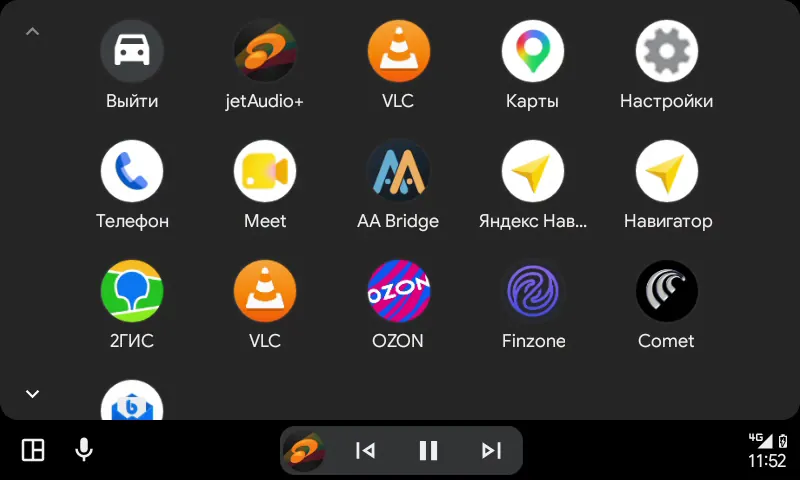 Выйти
jetAudio+
VLC
Карты
Настройки
Телефон
Meet
AA Bridge
Яндекс Нав...
Навигатор
OZON
2ГИС
VLC
OZON
Finzone
Comet
4G
11:52